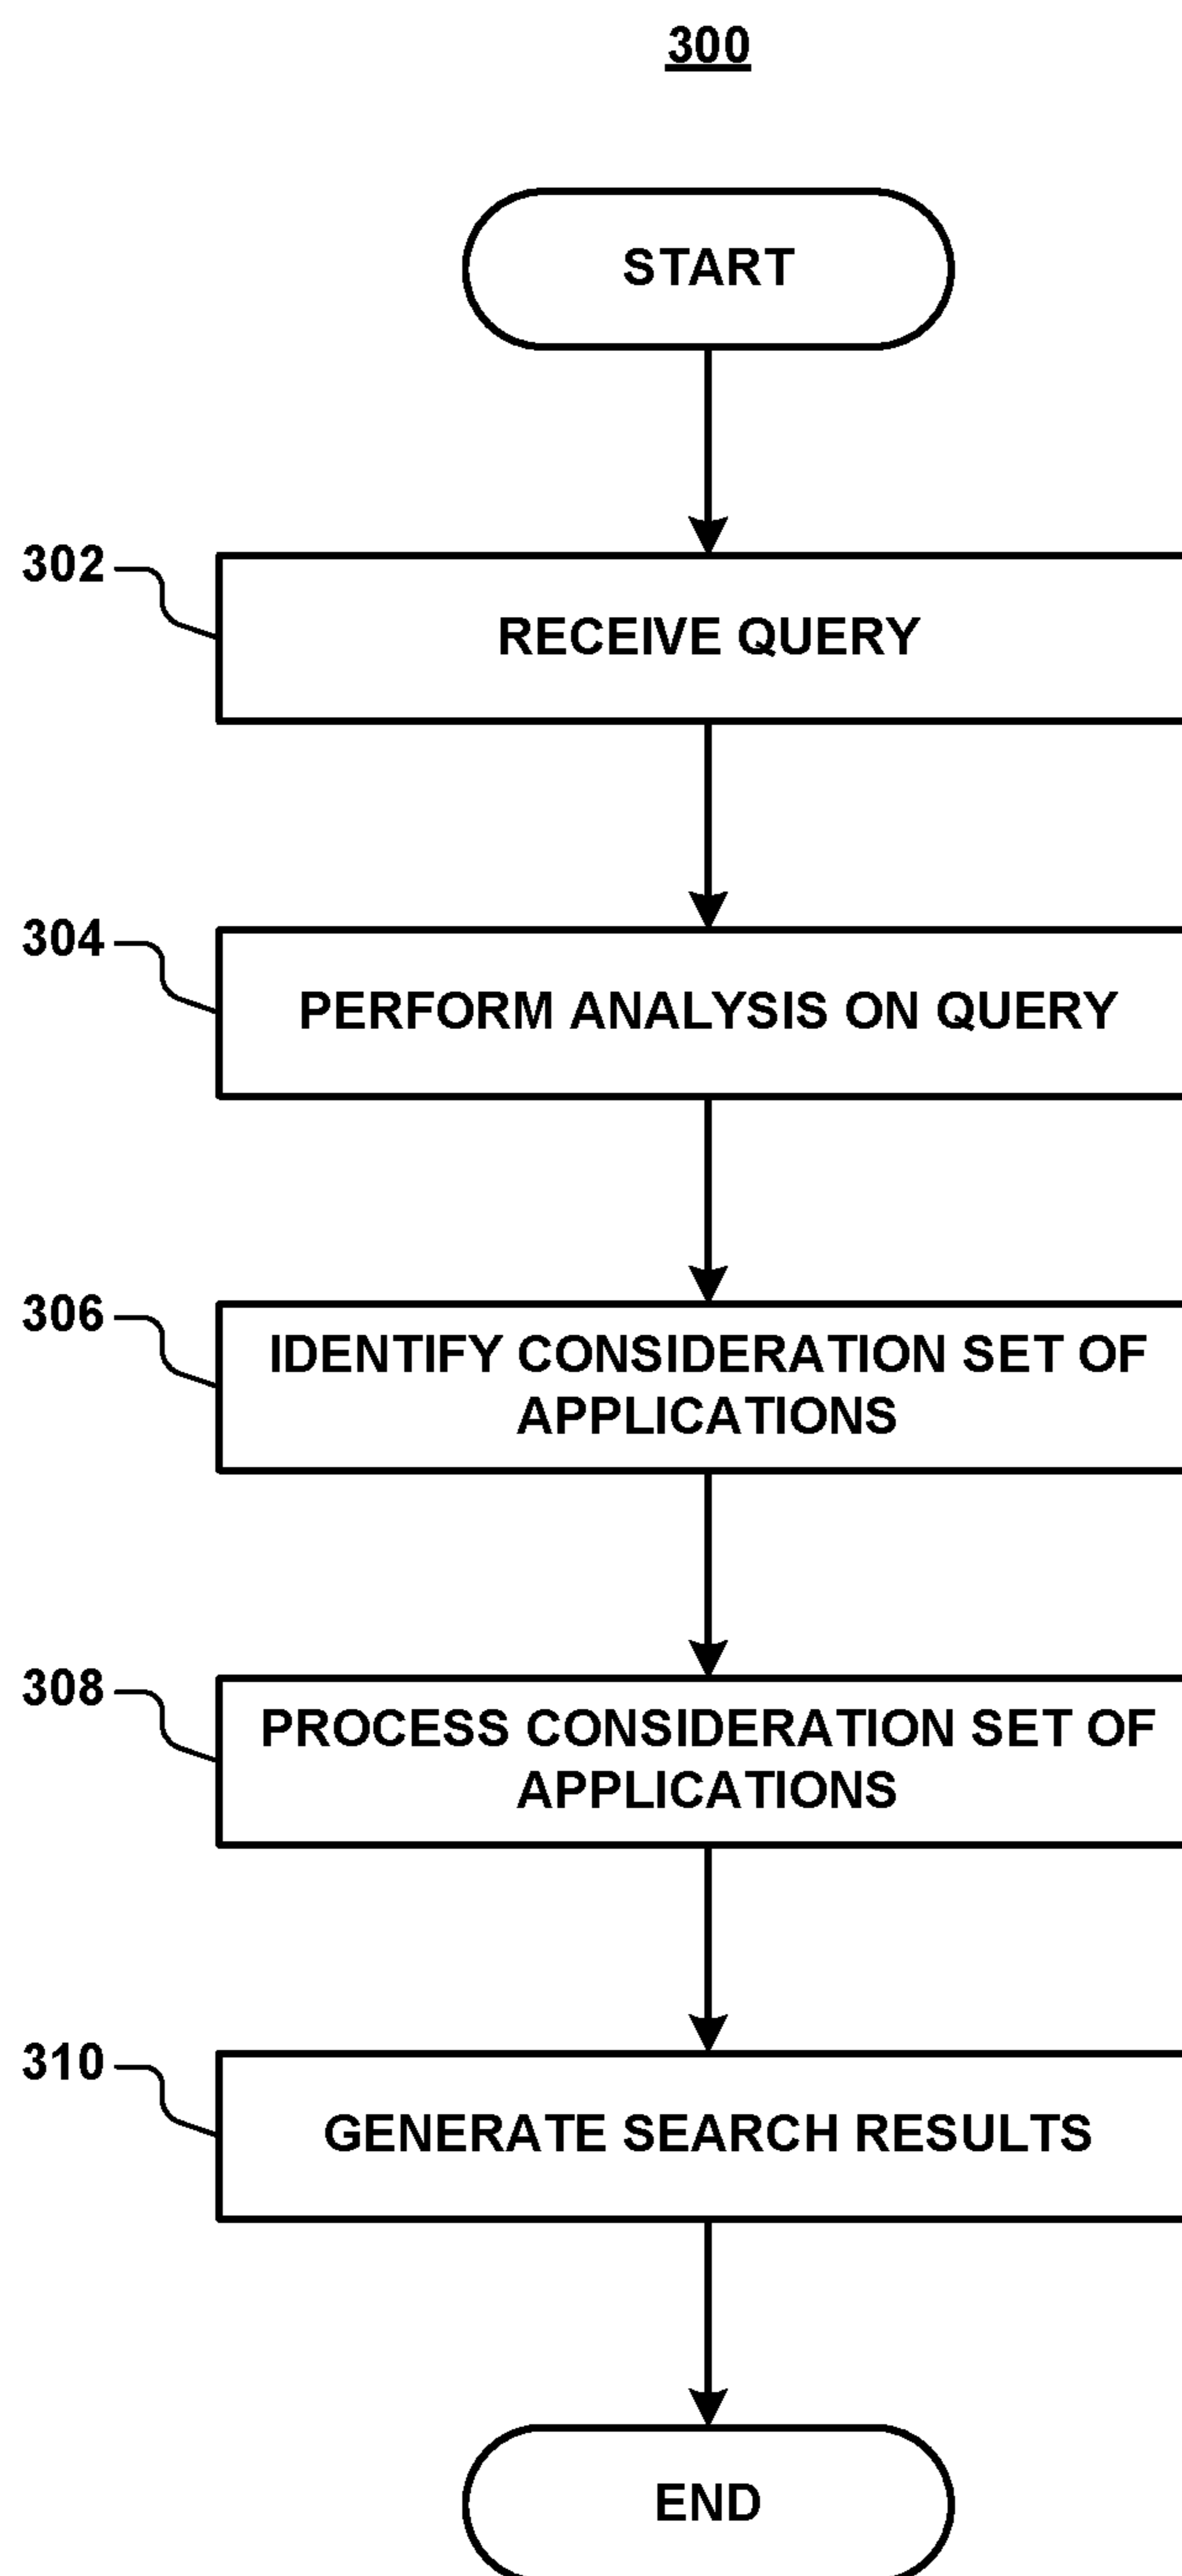 300
START
302
RECEIVE QUERY
304
PERFORM ANALYSIS ON QUERY
306
IDENTIFY CONSIDERATION SET OF
APPLICATIONS
308
PROCESS CONSIDERATION SET OF
APPLICATIONS
310
GENERATE SEARCH RESULTS
END